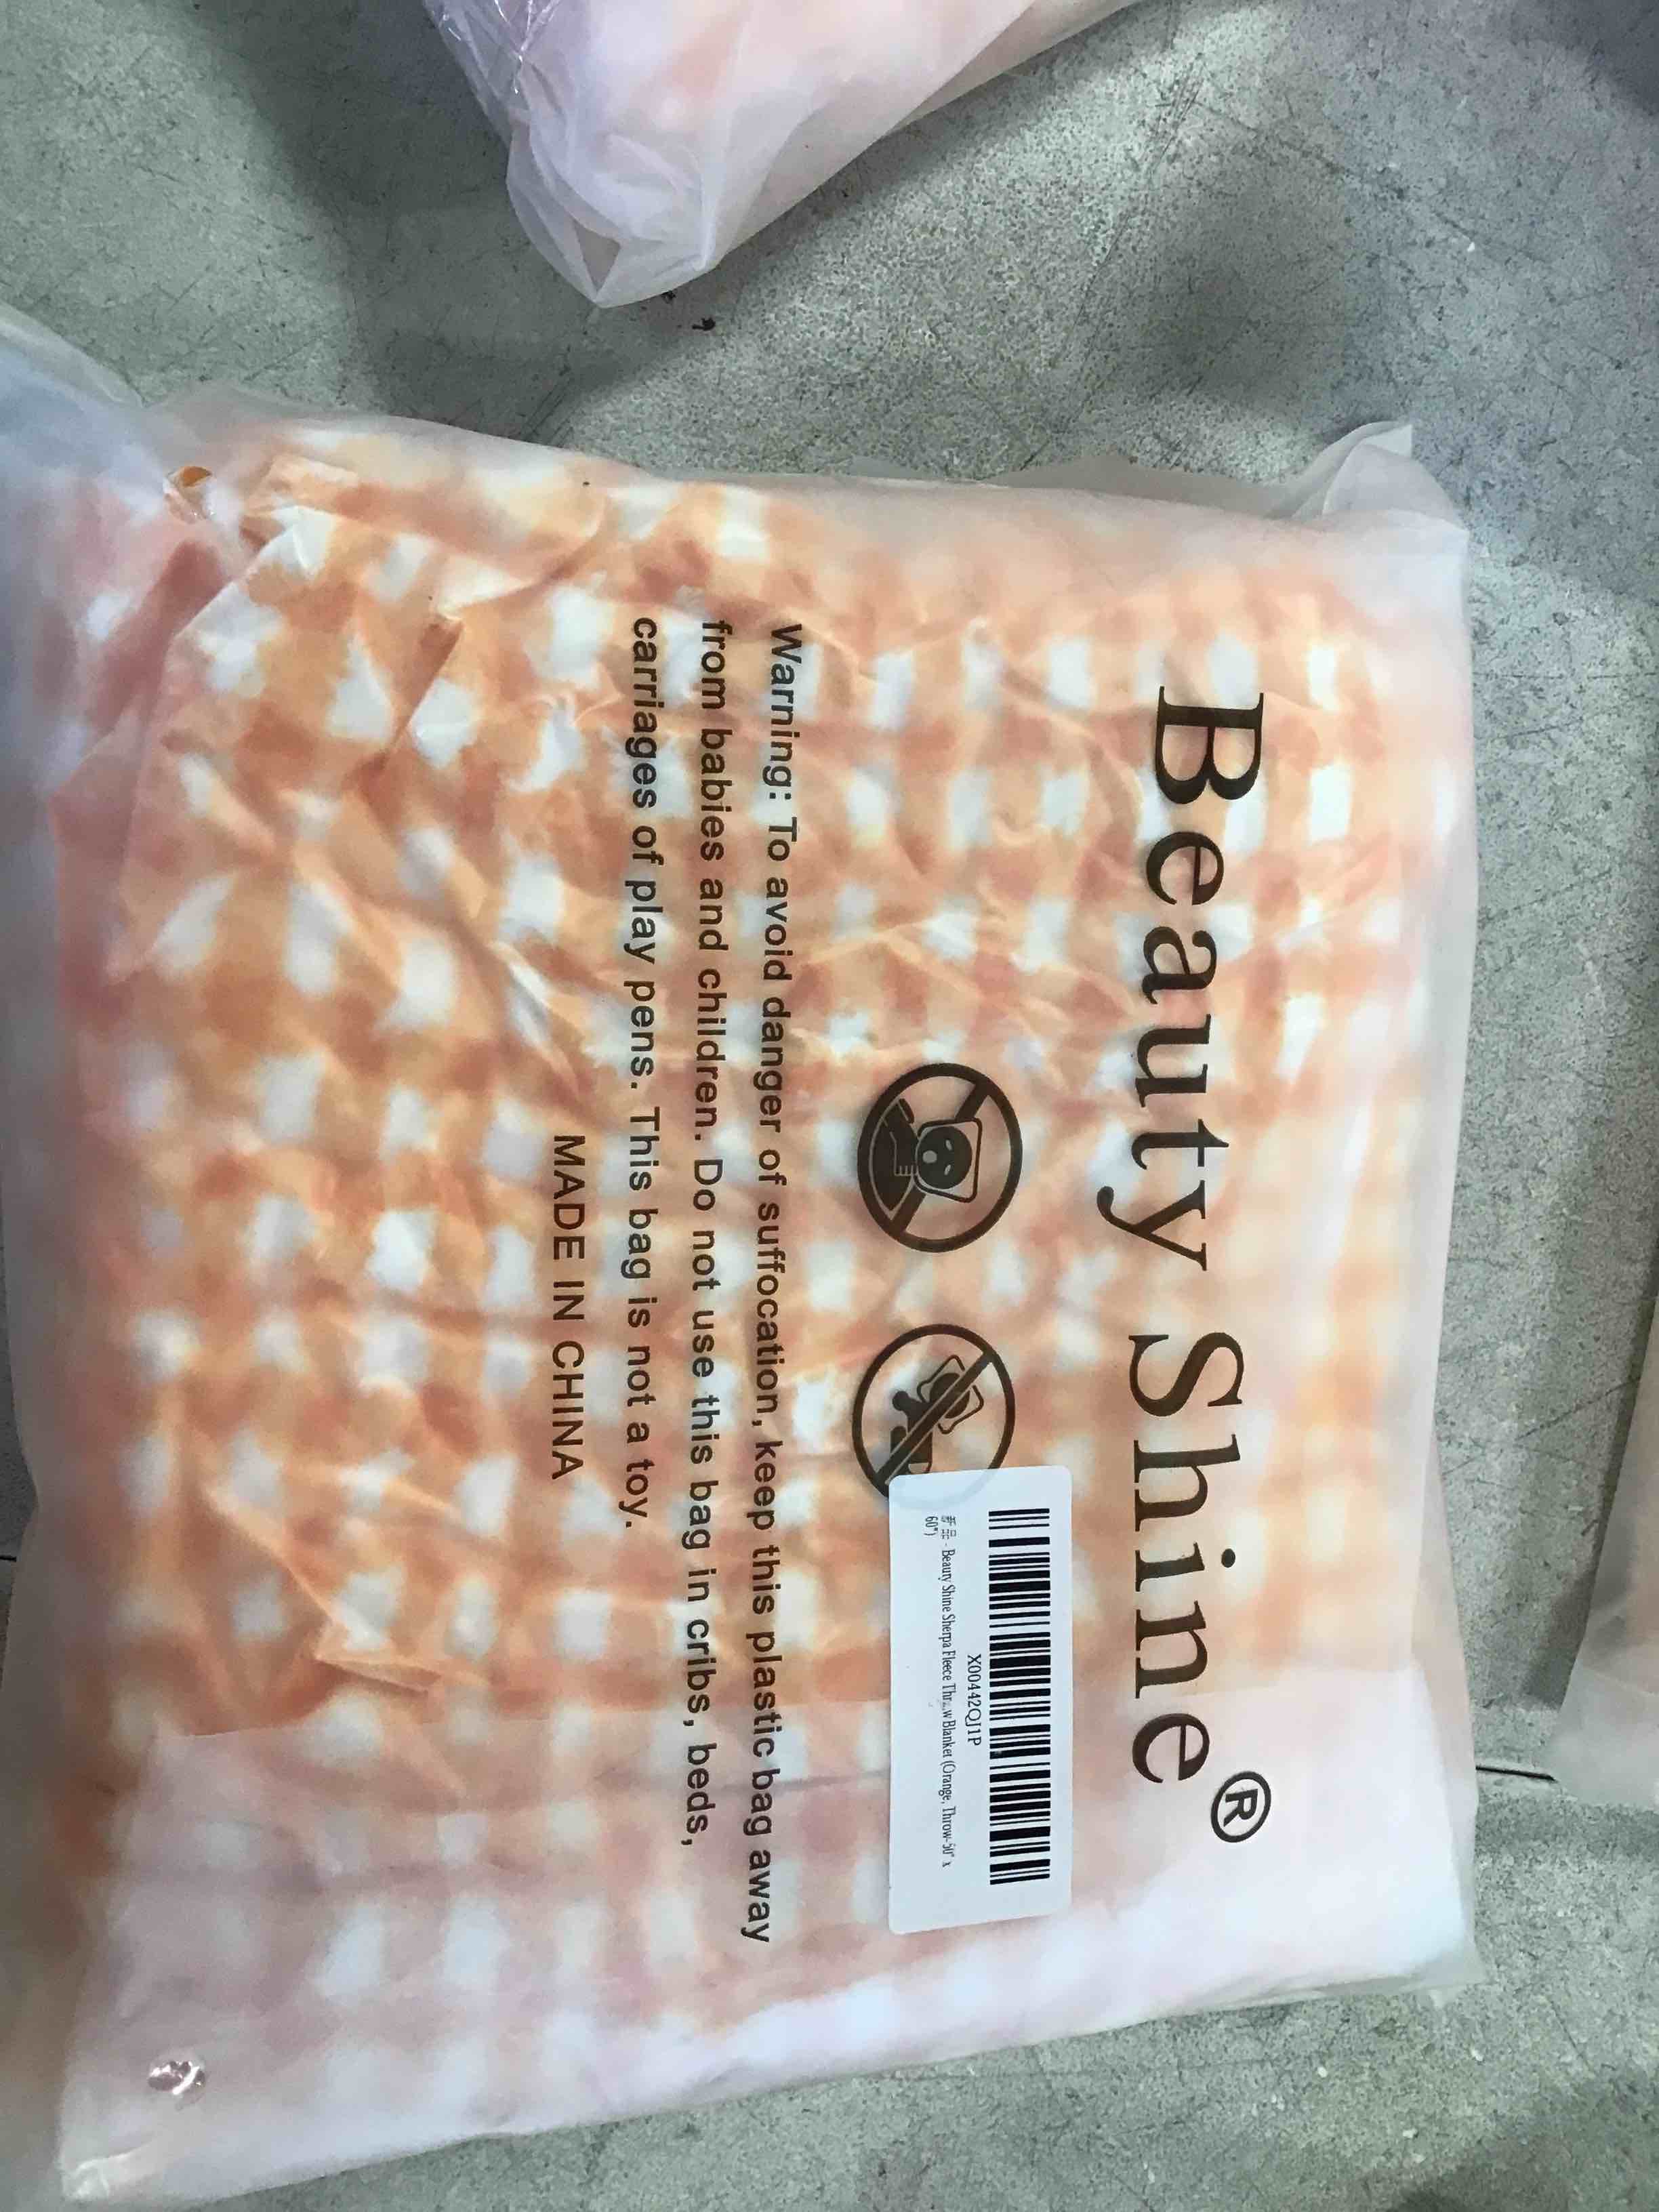 Beauty Shine®
X00442QJ1P
新品 - Beauty Shine Sherpa Fleece Throw Blanket (Orange, Throw-50" x
60")
Warning: To avoid danger of suffocation, keep this plastic bag away
from babies and children. Do not use this bag in cribs, beds,
carriages of play pens. This bag is not a toy.
MADE IN CHINA